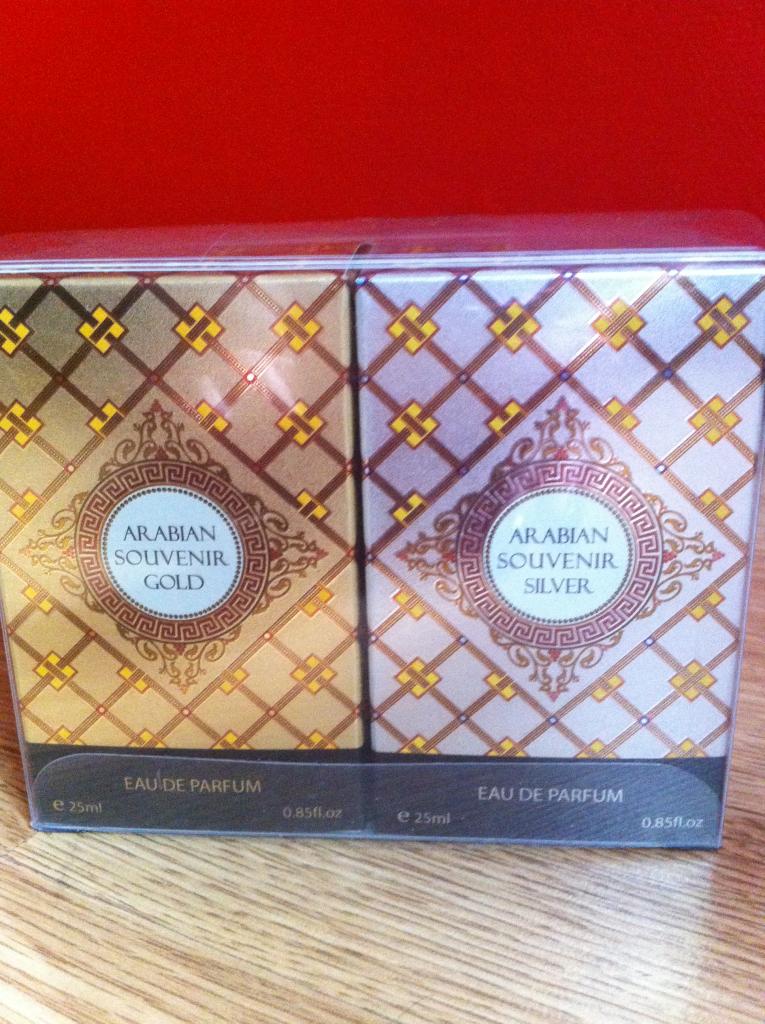 ARABIAN
SOUVENIR
GOLD
EAU DE PARFUM
e 25ml
0.85fl.oz
ARABIAN
SOUVENIR
SILVER
EAU DE PARFUM
e 25ml
0.85fl.oz